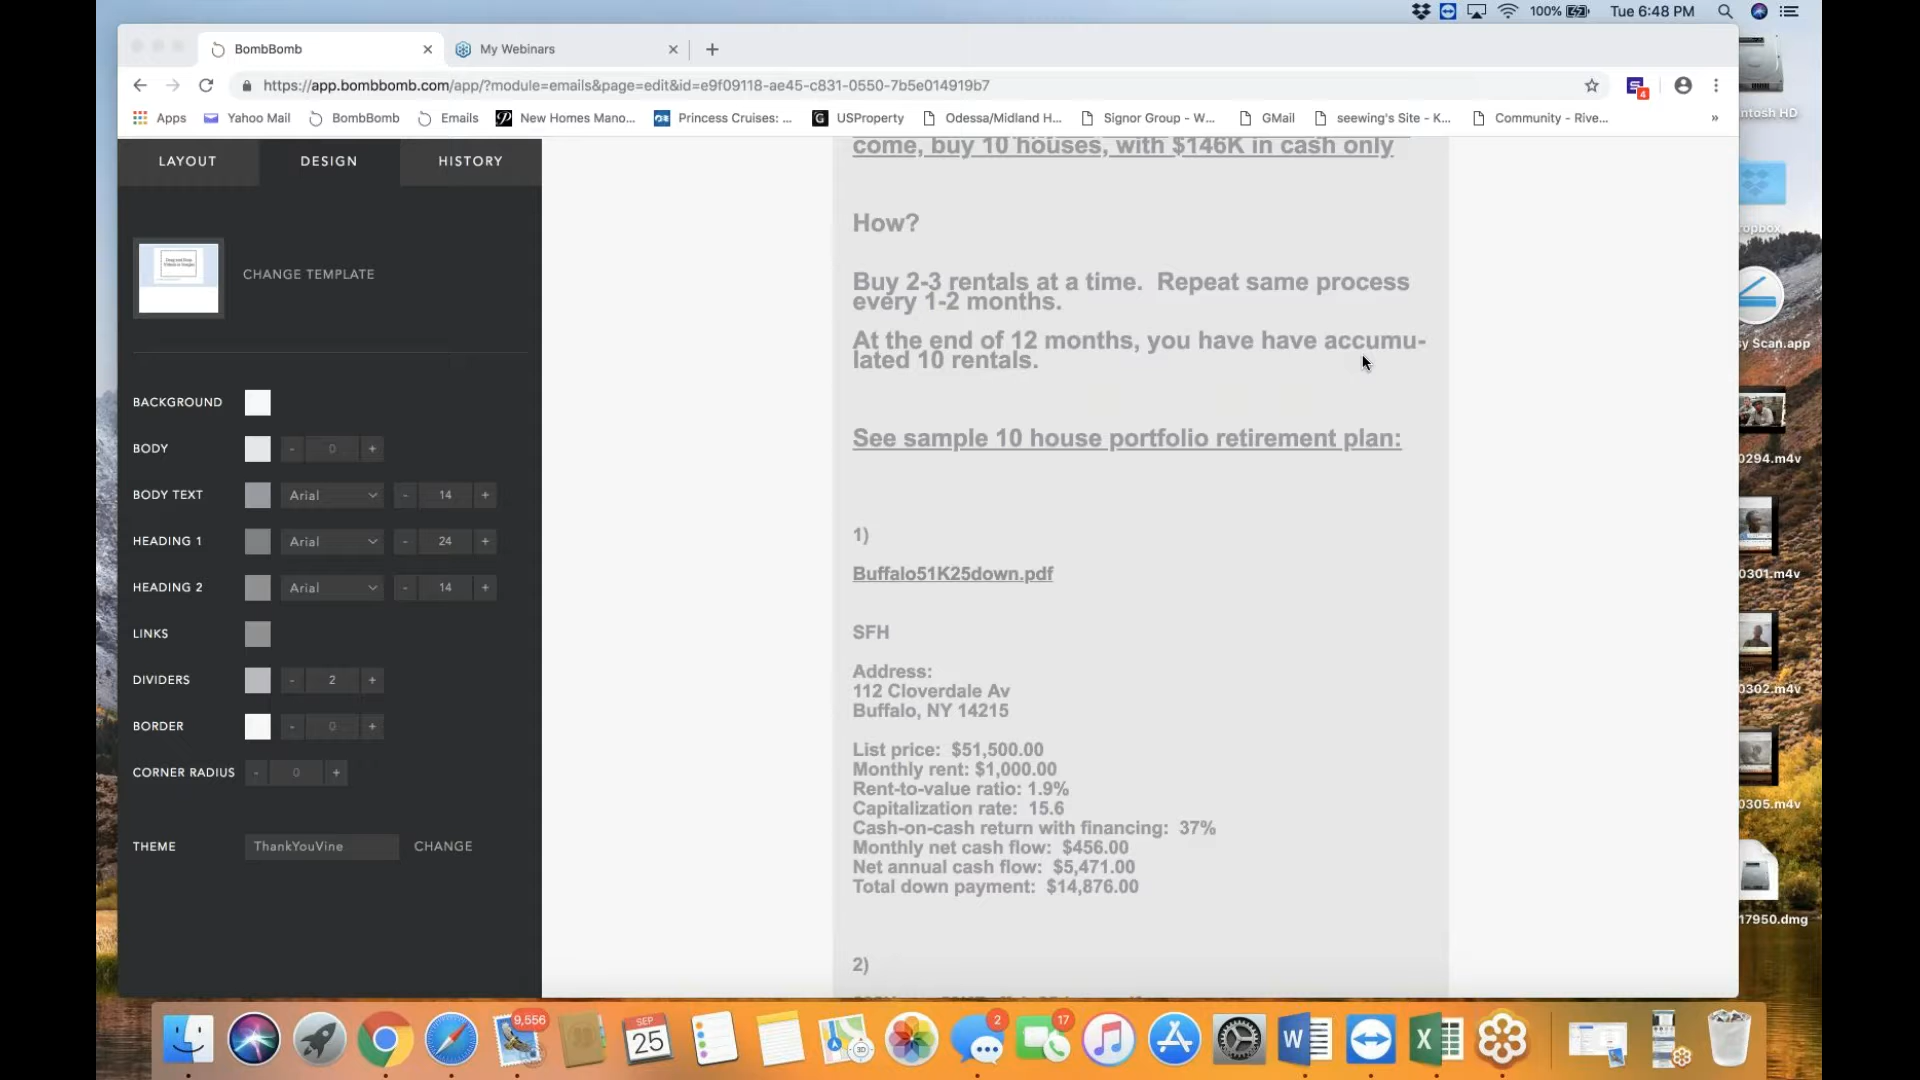 100%
Tue 6:48 PM
BombBomb
My Webinars
https://app.bombbomb.com/app/?module=emails&page=edit&id=e9f09118-ae45-c831-0550-7b5e014919b7
4
Apps
Yahoo Mail
BombBomb
Emails
New Homes Mano...
Princess Cruises: ...
USProperty
Odessa/Midland H...
Signor Group - W...
GMail
seewing's Site - K...
Community - Rive...
»
ntosh HD
LAYOUT
DESIGN
HISTORY
CHANGE TEMPLATE
BACKGROUND
BODY - 0 +
BODY TEXT Arial - 14 +
HEADING 1 Arial - 24 +
HEADING 2 Arial - 14 +
LINKS
DIVIDERS - 2 +
BORDER - 0 +
CORNER RADIUS - 0 +
THEME ThankYouVine CHANGE
come, buy 10 houses, with $146K in cash only
How?
Buy 2-3 rentals at a time. Repeat same process
every 1-2 months.
At the end of 12 months, you have have accumu-
lated 10 rentals.
See sample 10 house portfolio retirement plan:
1)
Buffalo51K25down.pdf
SFH
Address:
112 Cloverdale Av
Buffalo, NY 14215
List price: $51,500.00
Monthly rent: $1,000.00
Rent-to-value ratio: 1.9%
Capitalization rate: 15.6
Cash-on-cash return with financing: 37%
Monthly net cash flow: $456.00
Net annual cash flow: $5,471.00
Total down payment: $14,876.00
2)
ropbox
sy Scan.app
0294.m4v
0301.m4v
0302.m4v
0305.m4v
17950.dmg
9,556
SEP
25
3D
2
17
W
X